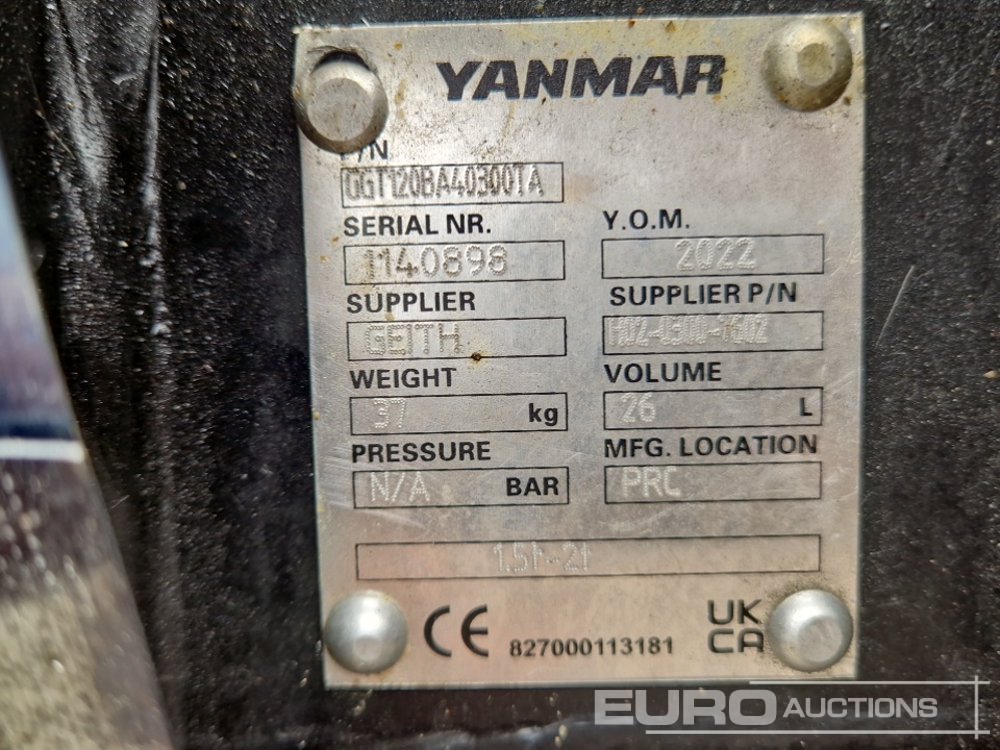 YANMAR
P/N
QGT120BA40300TA
SERIAL NR. Y.O.M.
1140898 2022
SUPPLIER SUPPLIER P/N
GEITH
WEIGHT VOLUME
37 kg 26 L
PRESSURE MFG. LOCATION
N/A BAR PRC
1.5t-2t
CE 827000113181 UK
CA
EURO AUCTIONS